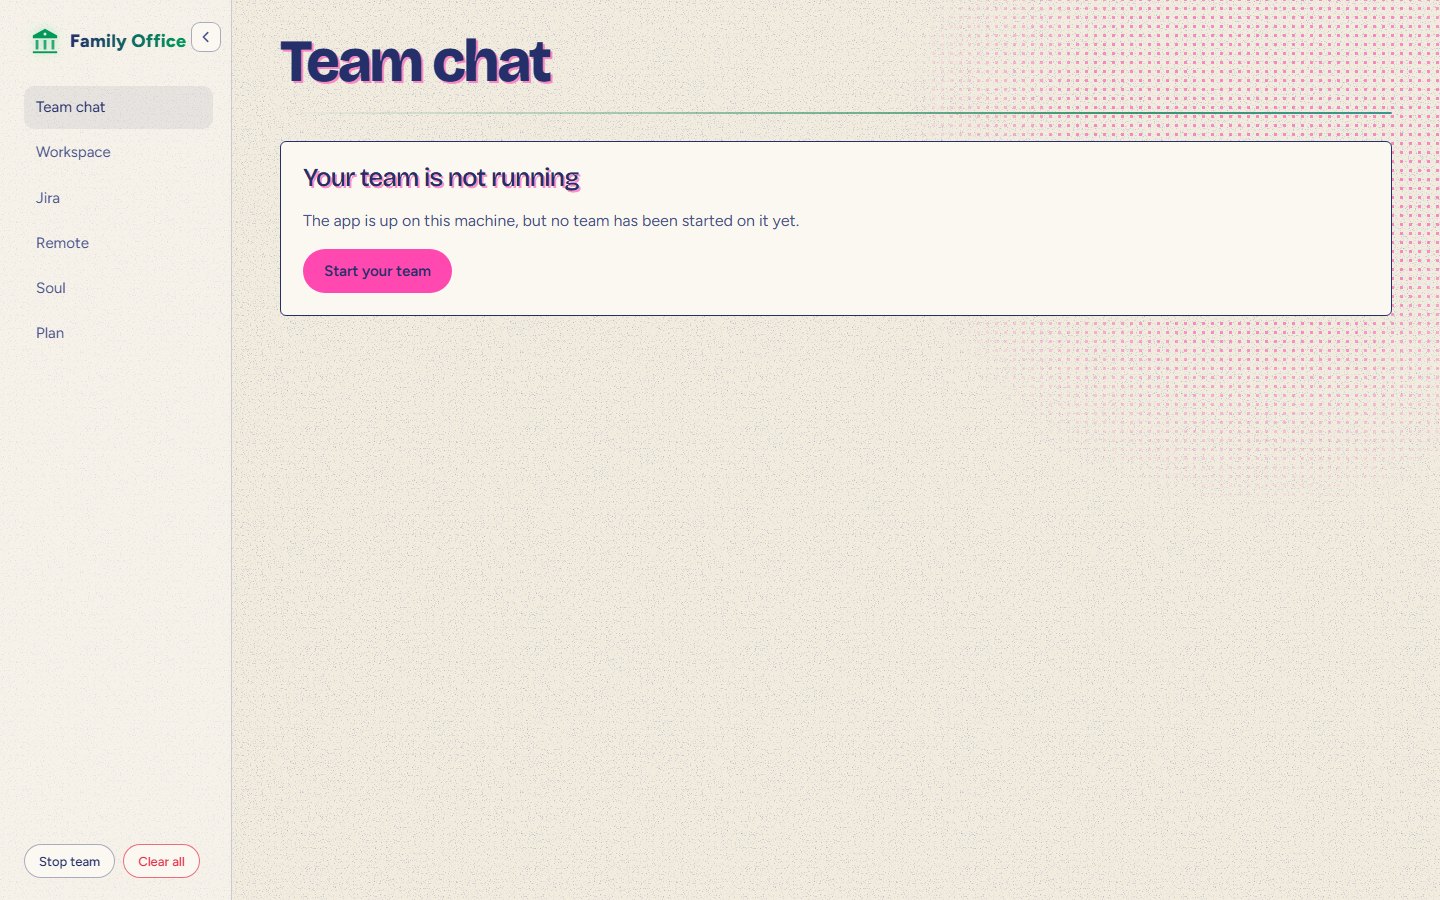 Family Office
Team chat
Workspace
Jira
Remote
Soul
Plan
Stop team
Clear all
Team chat
Your team is not running
The app is up on this machine, but no team has been started on it yet.
Start your team